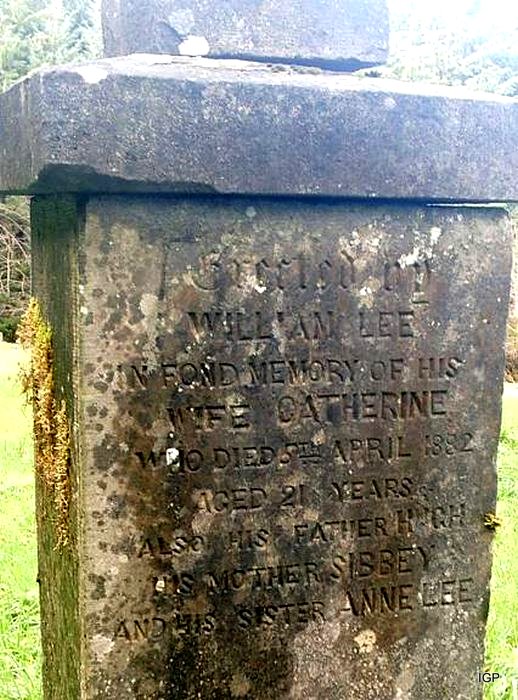 Erected by
WILLIAM LEE
IN FOND MEMORY OF HIS
WIFE CATHERINE
WHO DIED 5TH APRIL 1882
AGED 21 YEARS
ALSO HIS FATHER HUGH
HIS MOTHER SIBBEY
AND HIS SISTER ANNE LEE
IGP